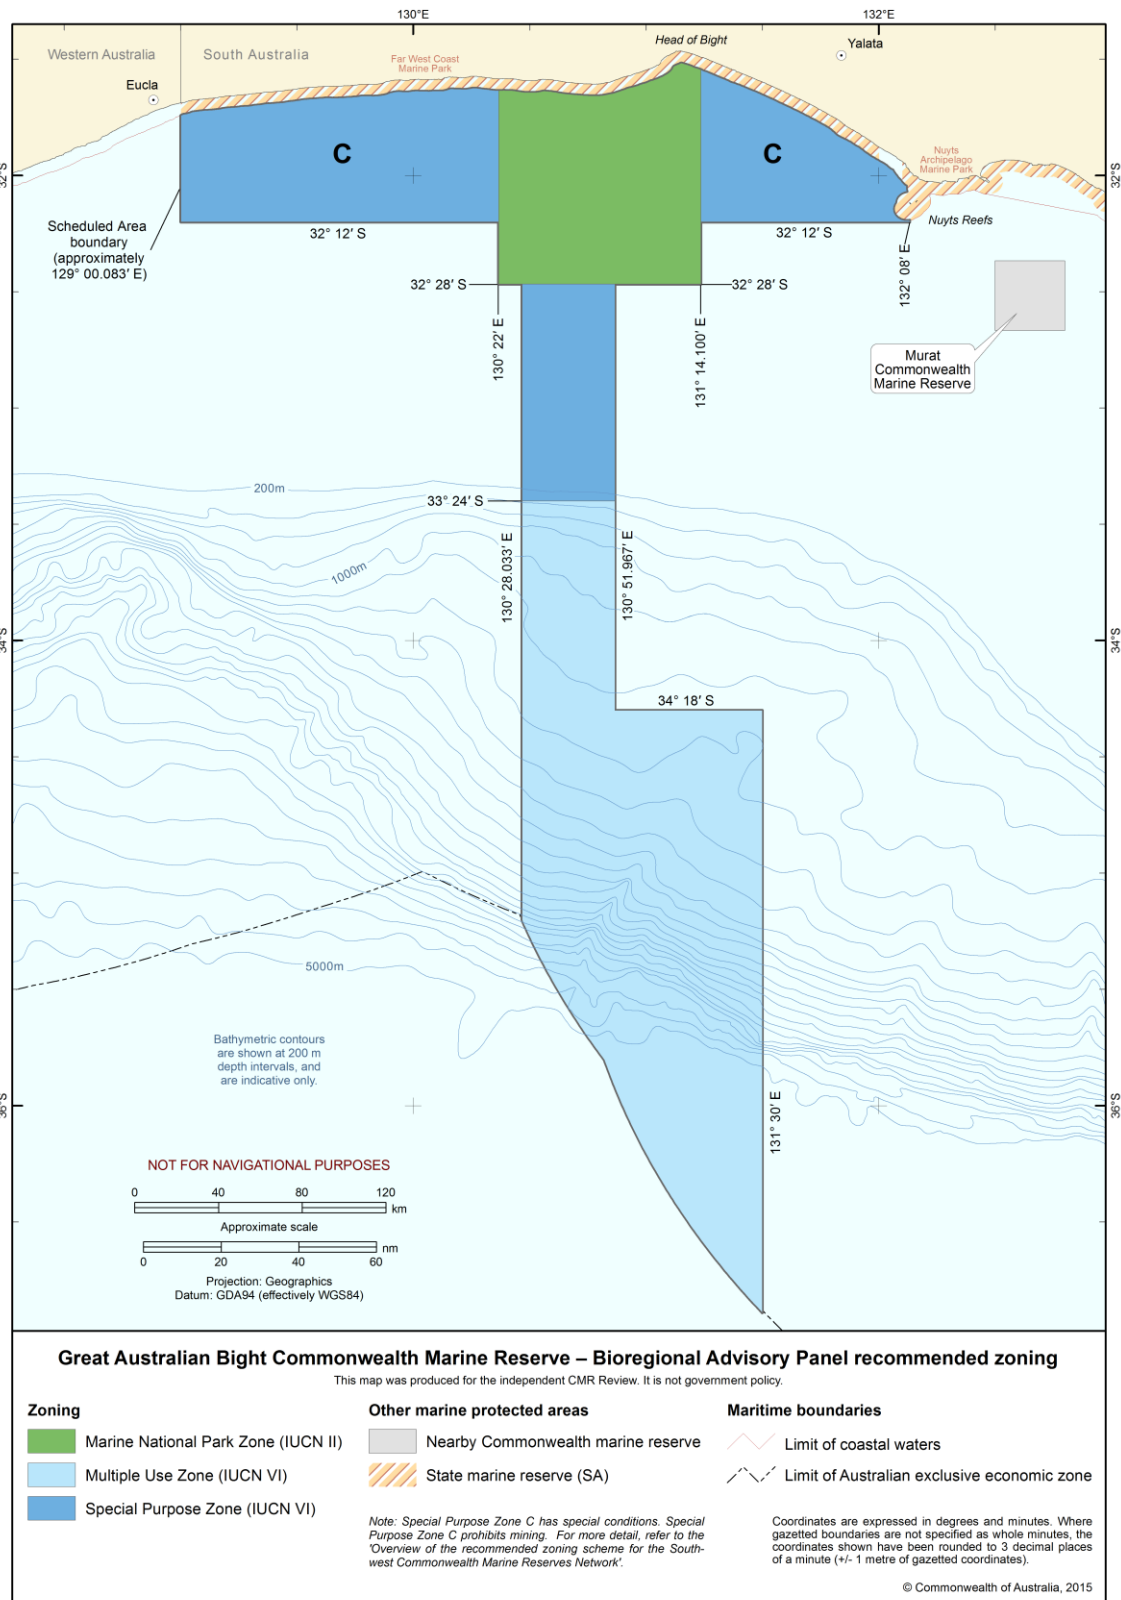 130°E
132°E
Western Australia
South Australia
Head of Bight
Yalata
Far West Coast
Marine Park
Eucla
C
C
Nuyts
Archipelago
Marine Park
32°S
32°S
Scheduled Area
boundary
(approximately
129° 00.083′ E)
32° 12′ S
32° 12′ S
Nuyts Reefs
132° 08′ E
32° 28′ S
32° 28′ S
130° 22′ E
131° 14.100′ E
Murat
Commonwealth
Marine Reserve
200m
33° 24′ S
1000m
130° 28.033′ E
130° 51.967′ E
34°S
34°S
34° 18′ S
5000m
Bathymetric contours
are shown at 200 m
depth intervals, and
are indicative only.
36°S
36°S
131° 30′ E
NOT FOR NAVIGATIONAL PURPOSES
0 40 80 120
km
Approximate scale
nm
0 20 40 60
Projection: Geographics
Datum: GDA94 (effectively WGS84)
Great Australian Bight Commonwealth Marine Reserve – Bioregional Advisory Panel recommended zoning
This map was produced for the independent CMR Review. It is not government policy.
Zoning
Marine National Park Zone (IUCN II)
Multiple Use Zone (IUCN VI)
Special Purpose Zone (IUCN VI)
Other marine protected areas
Nearby Commonwealth marine reserve
State marine reserve (SA)
Note: Special Purpose Zone C has special conditions. Special
Purpose Zone C prohibits mining. For more detail, refer to the
'Overview of the recommended zoning scheme for the South-
west Commonwealth Marine Reserves Network'.
Maritime boundaries
Limit of coastal waters
Limit of Australian exclusive economic zone
Coordinates are expressed in degrees and minutes. Where
gazetted boundaries are not specified as whole minutes, the
coordinates shown have been rounded to 3 decimal places
of a minute (+/- 1 metre of gazetted coordinates).
© Commonwealth of Australia, 2015